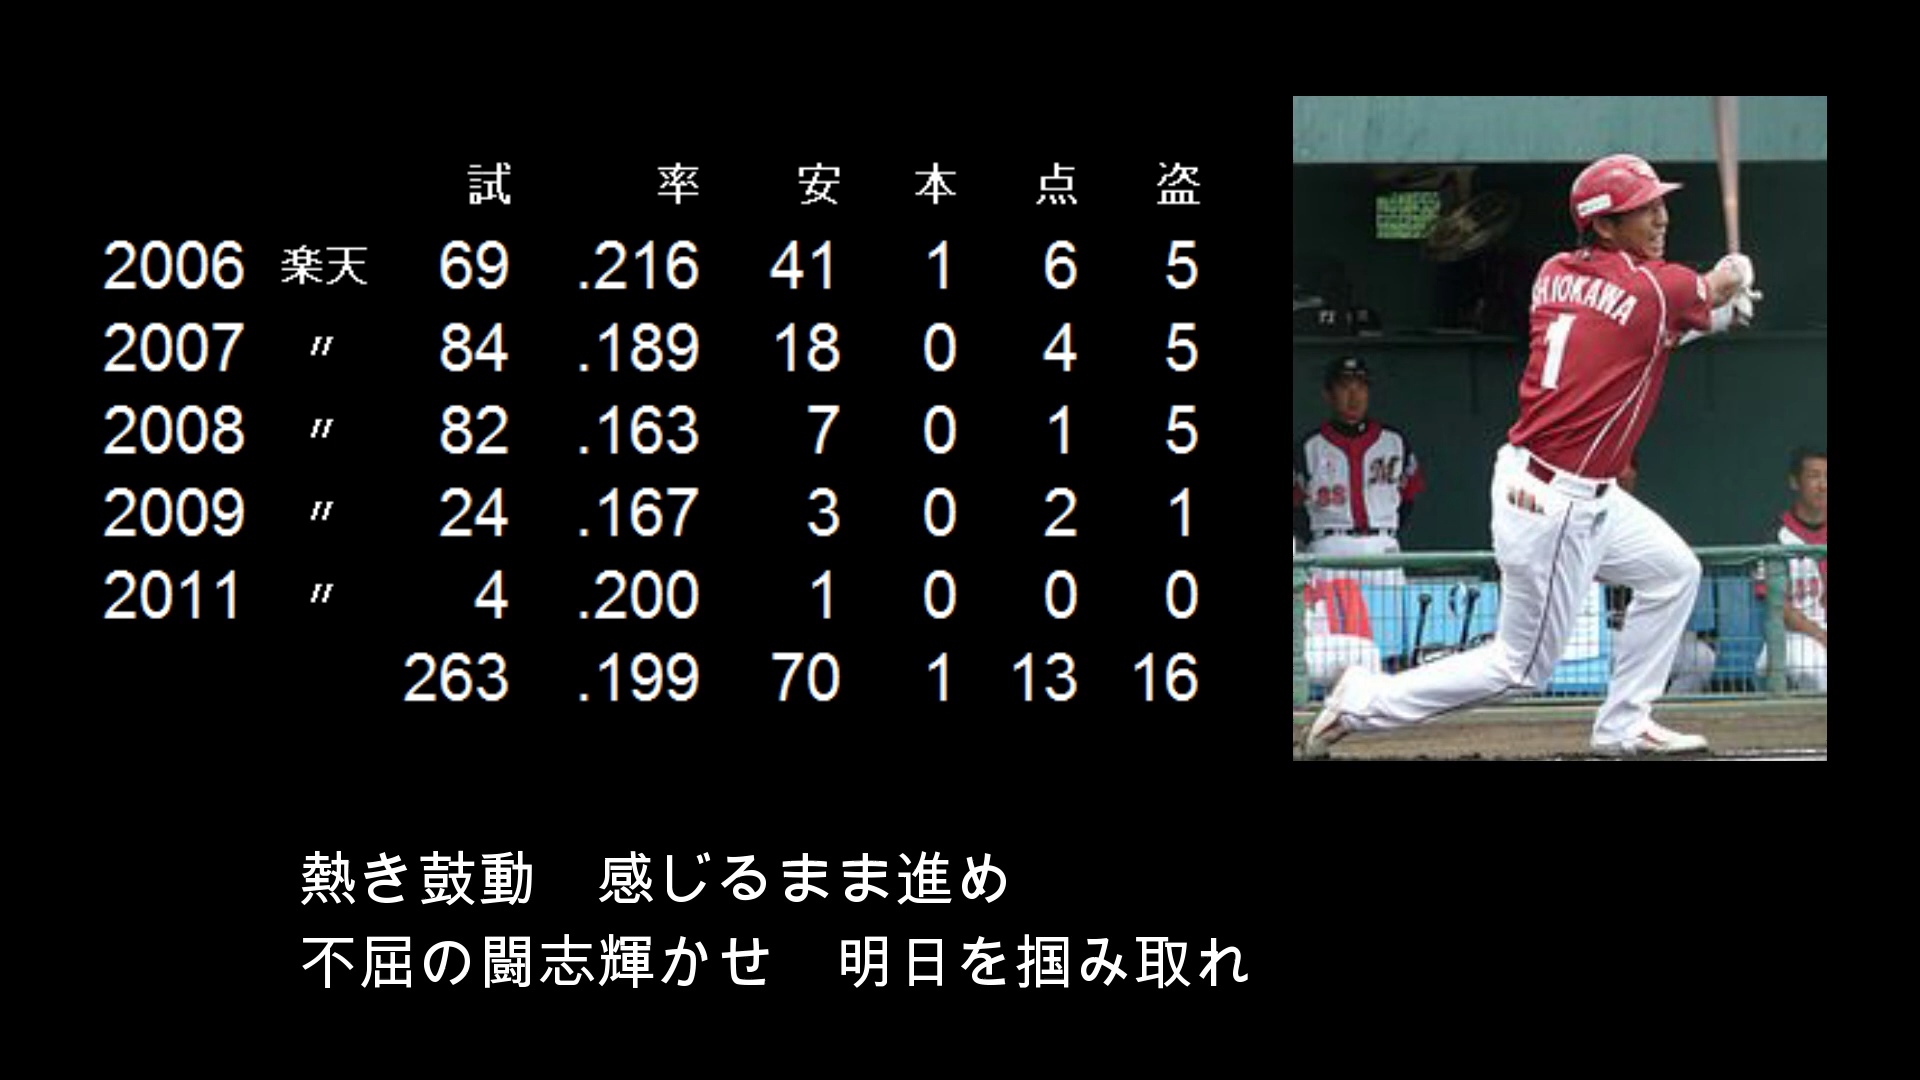 試 率 安 本 点 盗
2006 楽天 69 .216 41 1 6 5
2007 〃 84 .189 18 0 4 5
2008 〃 82 .163 7 0 1 5
2009 〃 24 .167 3 0 2 1
2011 〃 4 .200 1 0 0 0
263 .199 70 1 13 16
SHIOKAWA
1
M
88
熱き鼓動　感じるまま進め
不屈の闘志輝かせ　明日を掴み取れ